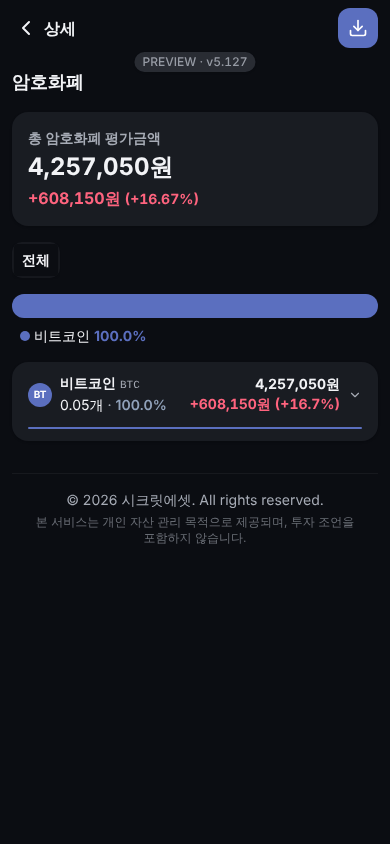 상세
PREVIEW · v5.127
암호화폐
총 암호화폐 평가금액
4,257,050원
+608,150원 (+16.67%)
전체
비트코인 100.0%
BT
비트코인 BTC
4,257,050원
0.05개 · 100.0%
+608,150원 (+16.7%)
© 2026 시크릿에셋. All rights reserved.
본 서비스는 개인 자산 관리 목적으로 제공되며, 투자 조언을
포함하지 않습니다.